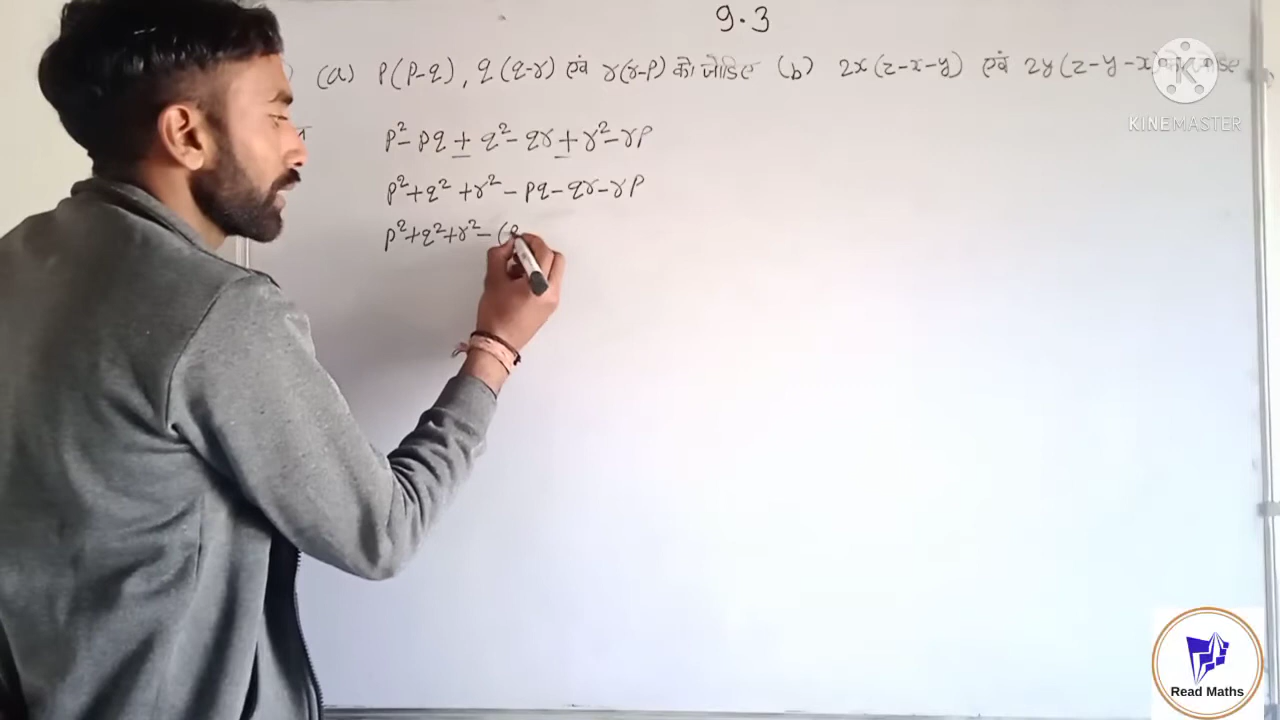 9.3
) (a) P(P-q), q(q-r) एवं r(r-P) को जोडिए (b) 2x(z-x-y) एवं 2y(z-y-x)
P²-Pq+q²-qr+r²-rP
P²+q²+r²-Pq-qr-rP
P²+q²+r²-(
KINEMASTER
Read Maths